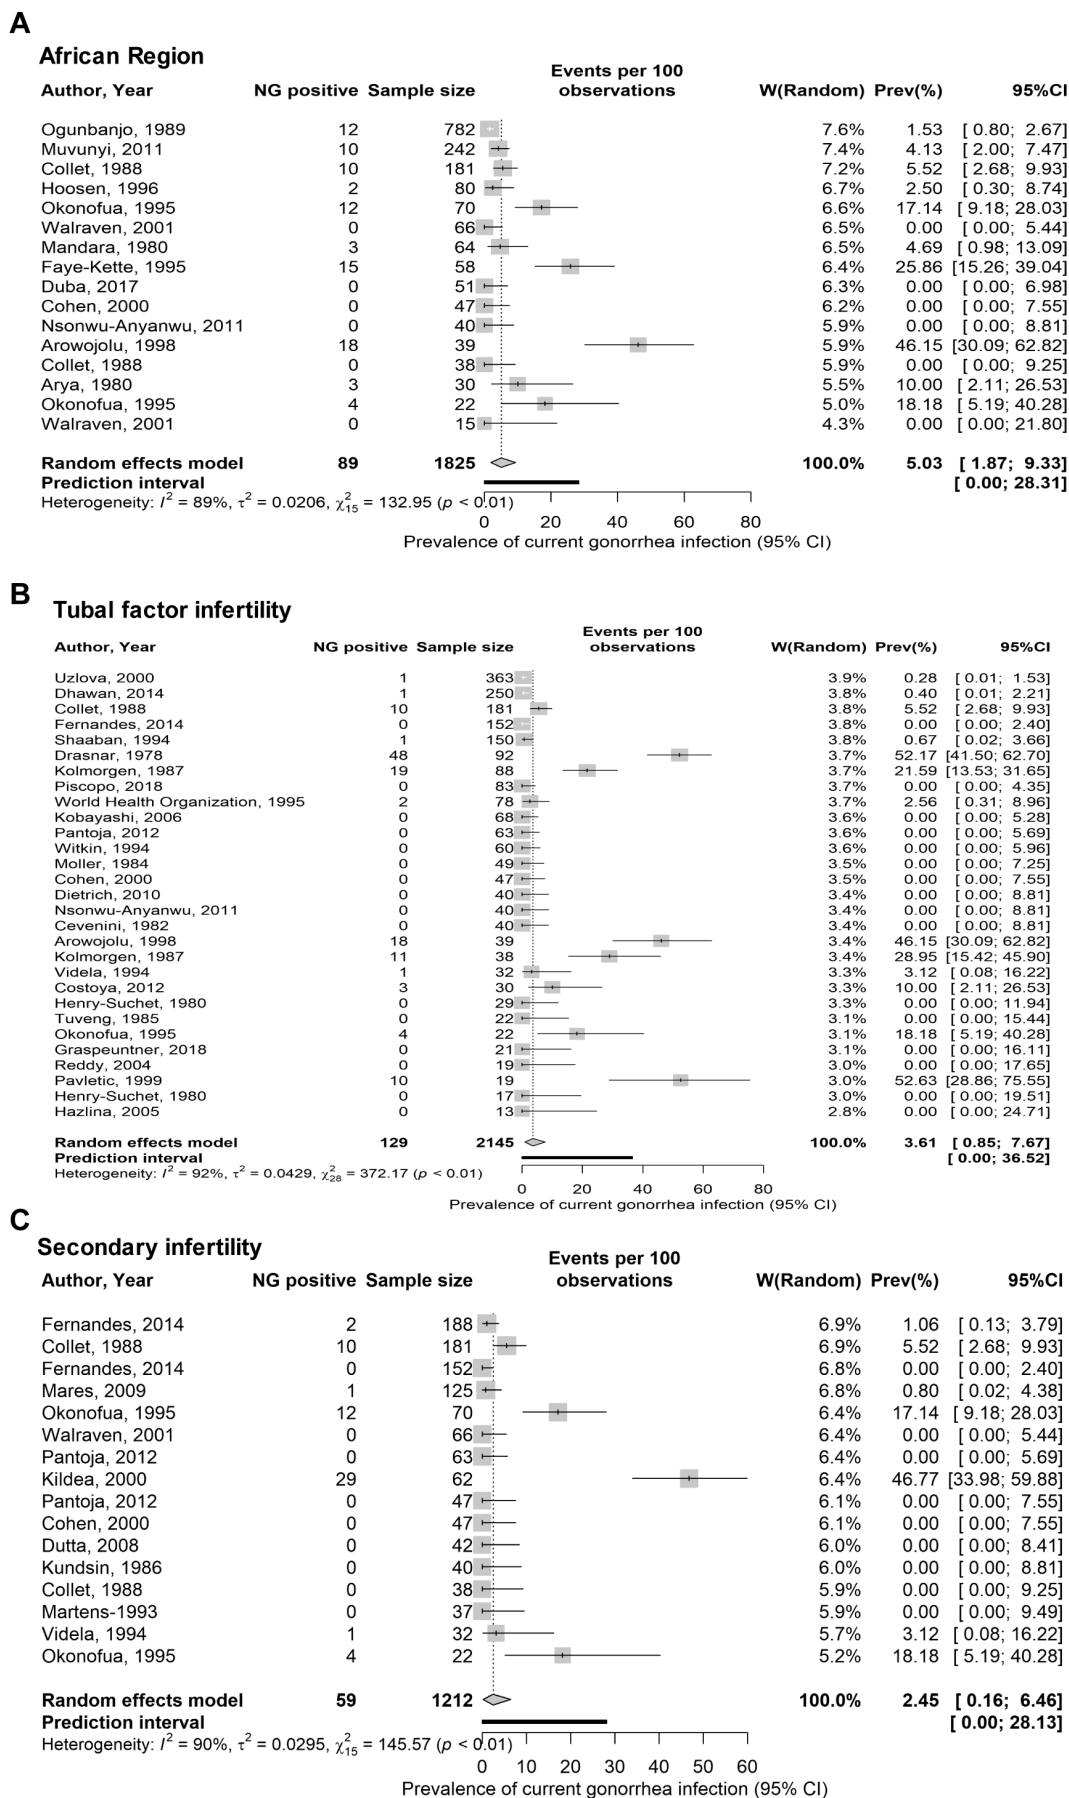 A
African Region
Events per 100
Author, Year NG positive Sample size observations W(Random) Prev(%) 95%CI
Ogunbanjo, 1989 12 782 7.6% 1.53 [ 0.80; 2.67]
Muvunyi, 2011 10 242 7.4% 4.13 [ 2.00; 7.47]
Collet, 1988 10 181 7.2% 5.52 [ 2.68; 9.93]
Hoosen, 1996 2 80 6.7% 2.50 [ 0.30; 8.74]
Okonofua, 1995 12 70 6.6% 17.14 [ 9.18; 28.03]
Walraven, 2001 0 66 6.5% 0.00 [ 0.00; 5.44]
Mandara, 1980 3 64 6.5% 4.69 [ 0.98; 13.09]
Faye-Kette, 1995 15 58 6.4% 25.86 [15.26; 39.04]
Duba, 2017 0 51 6.3% 0.00 [ 0.00; 6.98]
Cohen, 2000 0 47 6.2% 0.00 [ 0.00; 7.55]
Nsonwu-Anyanwu, 2011 0 40 5.9% 0.00 [ 0.00; 8.81]
Arowojolu, 1998 18 39 5.9% 46.15 [30.09; 62.82]
Collet, 1988 0 38 5.9% 0.00 [ 0.00; 9.25]
Arya, 1980 3 30 5.5% 10.00 [ 2.11; 26.53]
Okonofua, 1995 4 22 5.0% 18.18 [ 5.19; 40.28]
Walraven, 2001 0 15 4.3% 0.00 [ 0.00; 21.80]
Random effects model 89 1825 100.0% 5.03 [ 1.87; 9.33]
Prediction interval [ 0.00; 28.31]
Heterogeneity: I² = 89%, τ² = 0.0206, χ²₁₅ = 132.95 (p < 0.01)
0 20 40 60 80
Prevalence of current gonorrhea infection (95% CI)
B
Tubal factor infertility
Events per 100
Author, Year NG positive Sample size observations W(Random) Prev(%) 95%CI
Uzlova, 2000 1 363 3.9% 0.28 [ 0.01; 1.53]
Dhawan, 2014 1 250 3.8% 0.40 [ 0.01; 2.21]
Collet, 1988 10 181 3.8% 5.52 [ 2.68; 9.93]
Fernandes, 2014 0 152 3.8% 0.00 [ 0.00; 2.40]
Shaaban, 1994 1 150 3.8% 0.67 [ 0.02; 3.66]
Drasnar, 1978 48 92 3.7% 52.17 [41.50; 62.70]
Kolmorgen, 1987 19 88 3.7% 21.59 [13.53; 31.65]
Piscopo, 2018 0 83 3.7% 0.00 [ 0.00; 4.35]
World Health Organization, 1995 2 78 3.7% 2.56 [ 0.31; 8.96]
Kobayashi, 2006 0 68 3.6% 0.00 [ 0.00; 5.28]
Pantoja, 2012 0 63 3.6% 0.00 [ 0.00; 5.69]
Witkin, 1994 0 60 3.6% 0.00 [ 0.00; 5.96]
Moller, 1984 0 49 3.5% 0.00 [ 0.00; 7.25]
Cohen, 2000 0 47 3.5% 0.00 [ 0.00; 7.55]
Dietrich, 2010 0 40 3.4% 0.00 [ 0.00; 8.81]
Nsonwu-Anyanwu, 2011 0 40 3.4% 0.00 [ 0.00; 8.81]
Cevenini, 1982 0 40 3.4% 0.00 [ 0.00; 8.81]
Arowojolu, 1998 18 39 3.4% 46.15 [30.09; 62.82]
Kolmorgen, 1987 11 38 3.4% 28.95 [15.42; 45.90]
Videla, 1994 1 32 3.3% 3.12 [ 0.08; 16.22]
Costoya, 2012 3 30 3.3% 10.00 [ 2.11; 26.53]
Henry-Suchet, 1980 0 29 3.3% 0.00 [ 0.00; 11.94]
Tuveng, 1985 0 22 3.1% 0.00 [ 0.00; 15.44]
Okonofua, 1995 4 22 3.1% 18.18 [ 5.19; 40.28]
Graspeuntner, 2018 0 21 3.1% 0.00 [ 0.00; 16.11]
Reddy, 2004 0 19 3.0% 0.00 [ 0.00; 17.65]
Pavletic, 1999 10 19 3.0% 52.63 [28.86; 75.55]
Henry-Suchet, 1980 0 17 3.0% 0.00 [ 0.00; 19.51]
Hazlina, 2005 0 13 2.8% 0.00 [ 0.00; 24.71]
Random effects model 129 2145 100.0% 3.61 [ 0.85; 7.67]
Prediction interval [ 0.00; 36.52]
Heterogeneity: I² = 92%, τ² = 0.0429, χ²₂₈ = 372.17 (p < 0.01)
0 20 40 60 80
Prevalence of current gonorrhea infection (95% CI)
C
Secondary infertility
Events per 100
Author, Year NG positive Sample size observations W(Random) Prev(%) 95%CI
Fernandes, 2014 2 188 6.9% 1.06 [ 0.13; 3.79]
Collet, 1988 10 181 6.9% 5.52 [ 2.68; 9.93]
Fernandes, 2014 0 152 6.8% 0.00 [ 0.00; 2.40]
Mares, 2009 1 125 6.8% 0.80 [ 0.02; 4.38]
Okonofua, 1995 12 70 6.4% 17.14 [ 9.18; 28.03]
Walraven, 2001 0 66 6.4% 0.00 [ 0.00; 5.44]
Pantoja, 2012 0 63 6.4% 0.00 [ 0.00; 5.69]
Kildea, 2000 29 62 6.4% 46.77 [33.98; 59.88]
Pantoja, 2012 0 47 6.1% 0.00 [ 0.00; 7.55]
Cohen, 2000 0 47 6.1% 0.00 [ 0.00; 7.55]
Dutta, 2008 0 42 6.0% 0.00 [ 0.00; 8.41]
Kundsin, 1986 0 40 6.0% 0.00 [ 0.00; 8.81]
Collet, 1988 0 38 5.9% 0.00 [ 0.00; 9.25]
Martens-1993 0 37 5.9% 0.00 [ 0.00; 9.49]
Videla, 1994 1 32 5.7% 3.12 [ 0.08; 16.22]
Okonofua, 1995 4 22 5.2% 18.18 [ 5.19; 40.28]
Random effects model 59 1212 100.0% 2.45 [ 0.16; 6.46]
Prediction interval [ 0.00; 28.13]
Heterogeneity: I² = 90%, τ² = 0.0295, χ²₁₅ = 145.57 (p < 0.01)
0 10 20 30 40 50 60
Prevalence of current gonorrhea infection (95% CI)